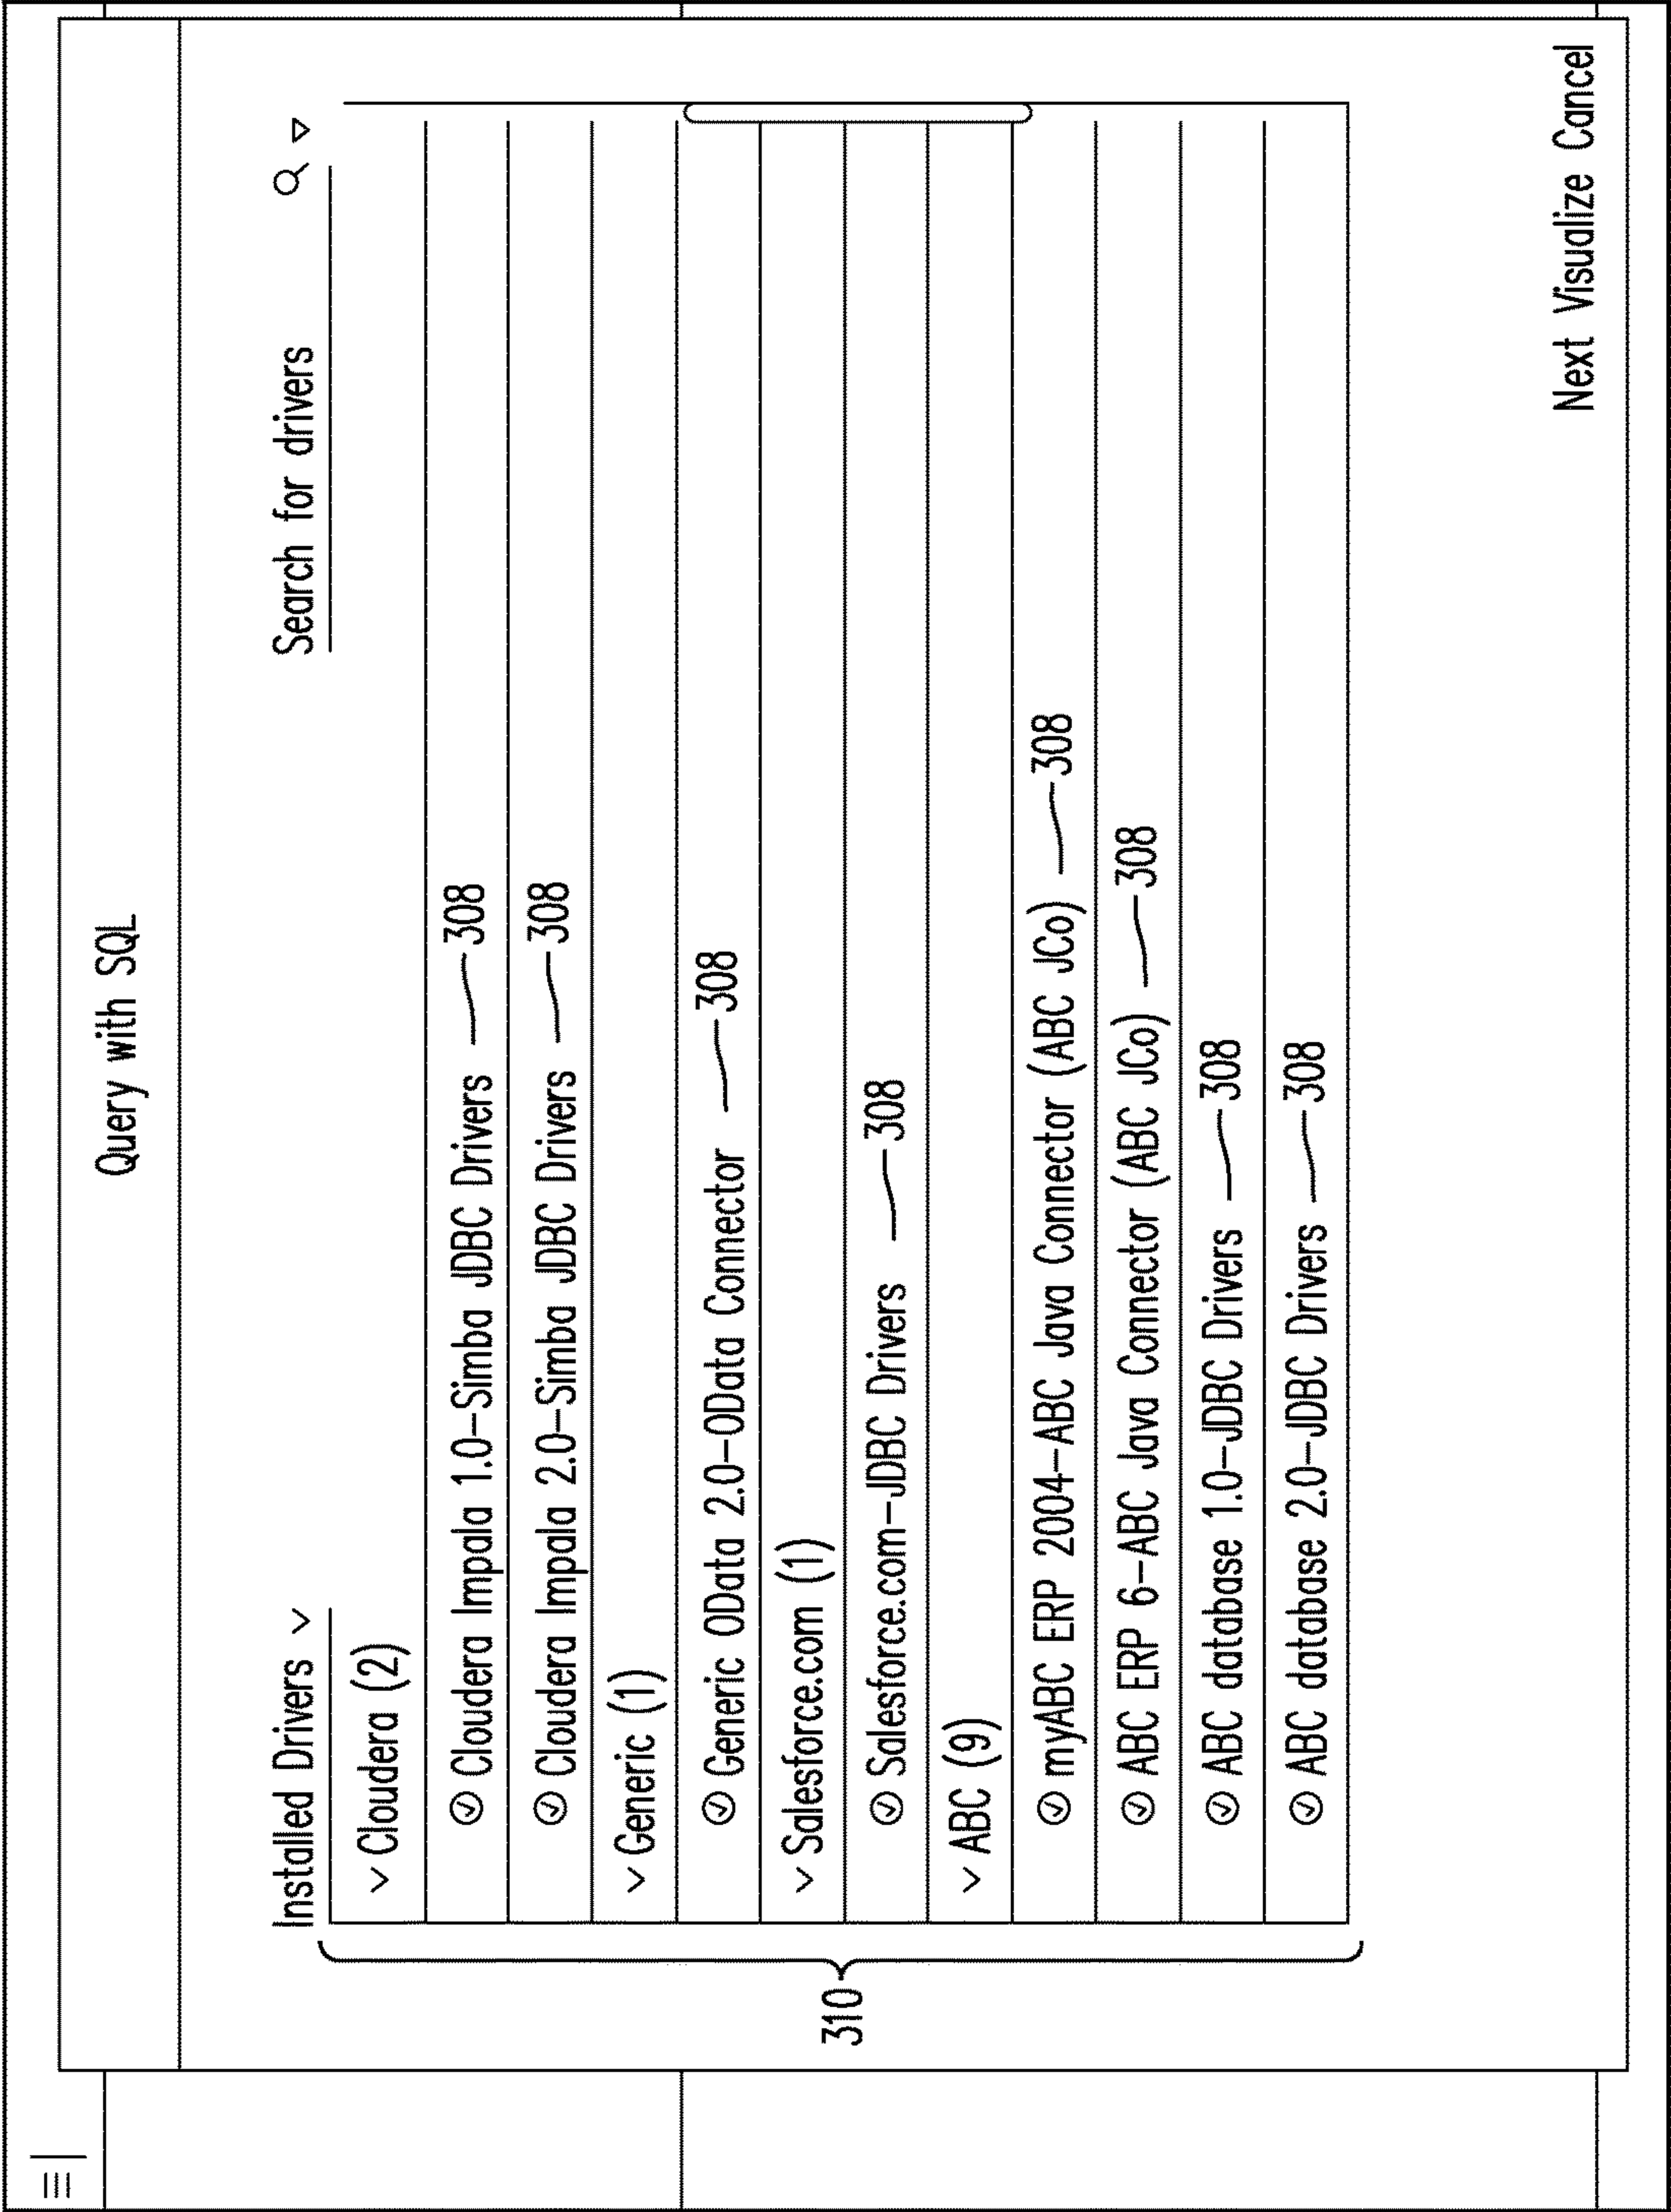 Query with SQL
Installed Drivers
Search for drivers
Cloudera (2)
Cloudera Impala 1.0-Simba JDBC Drivers 308
Cloudera Impala 2.0-Simba JDBC Drivers 308
Generic (1)
Generic OData 2.0-OData Connector 308
Salesforce.com (1)
Salesforce.com-JDBC Drivers 308
ABC (9)
myABC ERP 2004-ABC Java Connector (ABC JCo) 308
ABC ERP 6-ABC Java Connector (ABC JCo) 308
ABC database 1.0-JDBC Drivers 308
ABC database 2.0-JDBC Drivers 308
310
Next Visualize Cancel